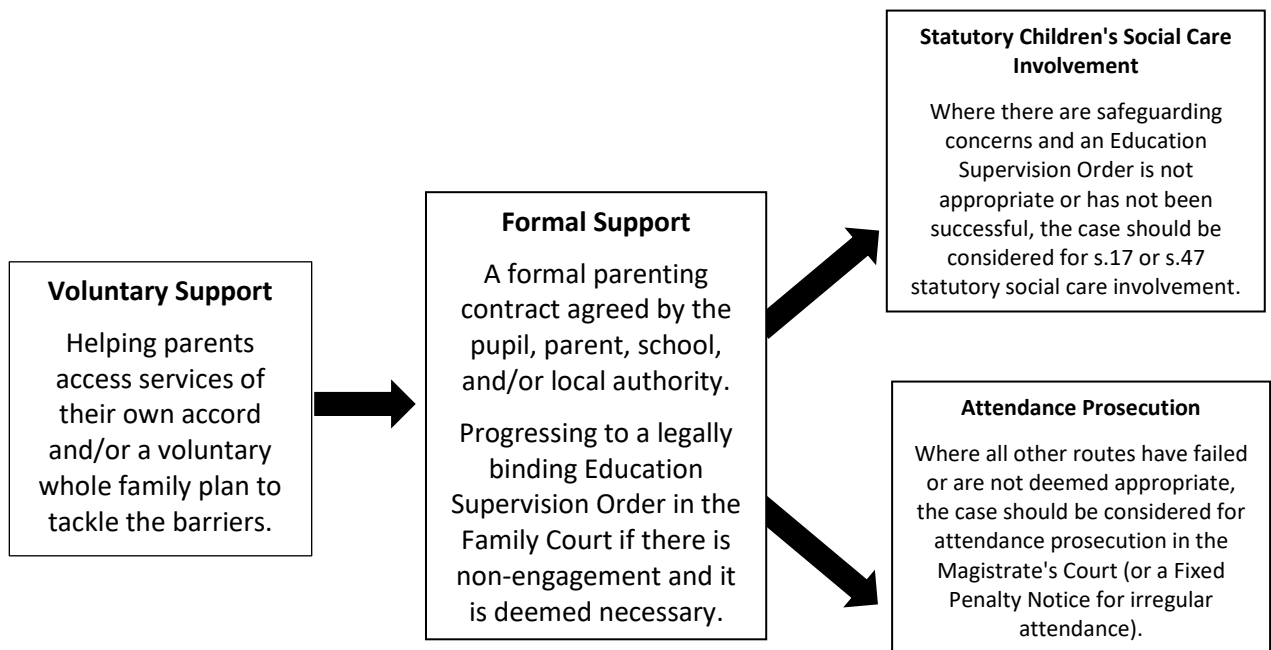 Voluntary Support
Helping parents
access services of
their own accord
and/or a voluntary
whole family plan to
tackle the barriers.
Formal Support
A formal parenting
contract agreed by the
pupil, parent, school,
and/or local authority.
Progressing to a legally
binding Education
Supervision Order in the
Family Court if there is
non-engagement and it
is deemed necessary.
Statutory Children's Social Care
Involvement
Where there are safeguarding
concerns and an Education
Supervision Order is not
appropriate or has not been
successful, the case should be
considered for s.17 or s.47
statutory social care involvement.
Attendance Prosecution
Where all other routes have failed
or are not deemed appropriate,
the case should be considered for
attendance prosecution in the
Magistrate's Court (or a Fixed
Penalty Notice for irregular
attendance).